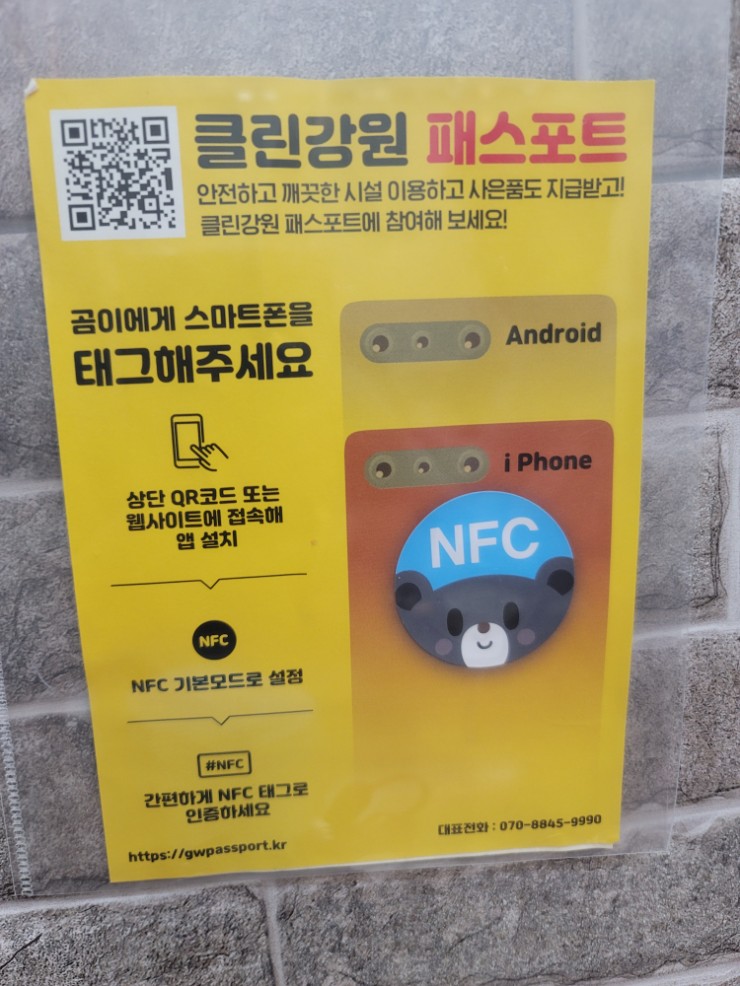 클린강원 패스포트
안전하고 깨끗한 시설 이용하고 사은품도 지급받고!
클린강원 패스포트에 참여해 보세요!
곰이에게 스마트폰을
태그해주세요
상단 QR코드 또는
웹사이트에 접속해
앱 설치
NFC
NFC 기본모드로 설정
#NFC
간편하게 NFC 태그로
인증하세요
https://gwpassport.kr
Android
i Phone
NFC
대표전화 : 070-8845-9990